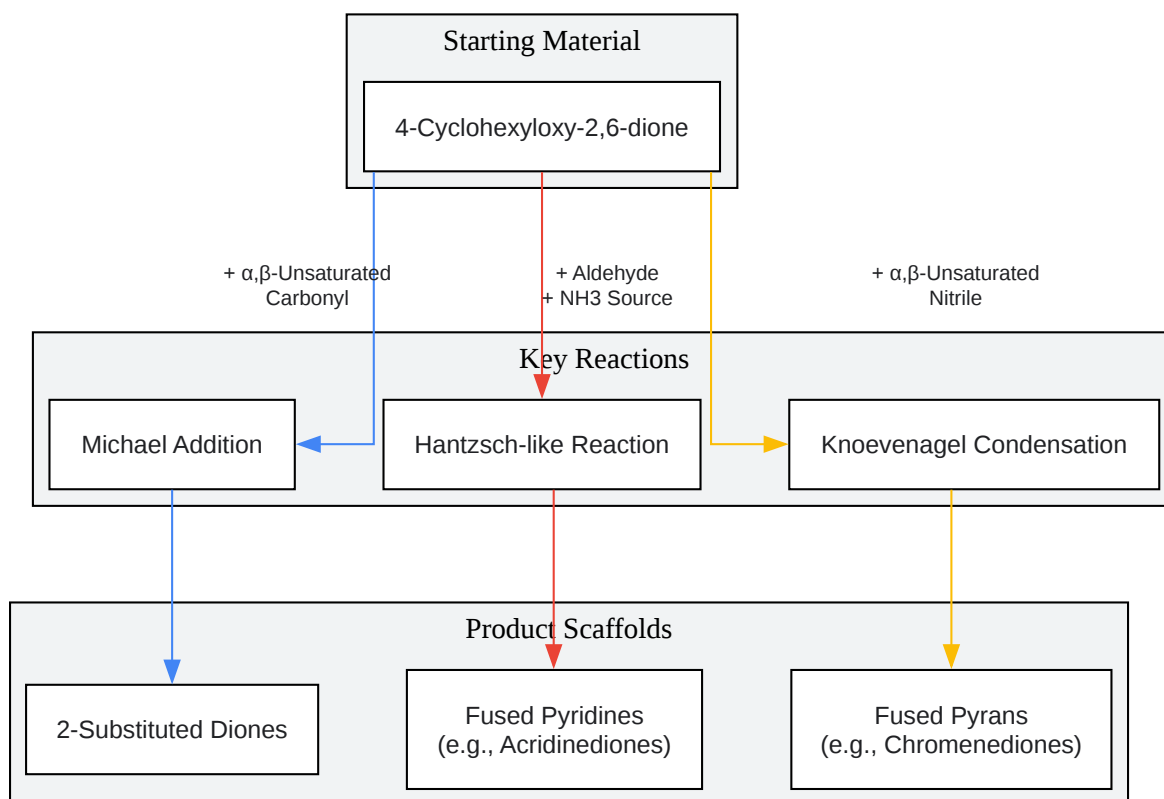 Starting Material
4-Cyclohexyloxy-2,6-dione
+ α,β-Unsaturated
Carbonyl
+ Aldehyde
+ NH3 Source
+ α,β-Unsaturated
Nitrile
Key Reactions
Michael Addition
Hantzsch-like Reaction
Knoevenagel Condensation
Product Scaffolds
2-Substituted Diones
Fused Pyridines
(e.g., Acridinediones)
Fused Pyrans
(e.g., Chromenediones)